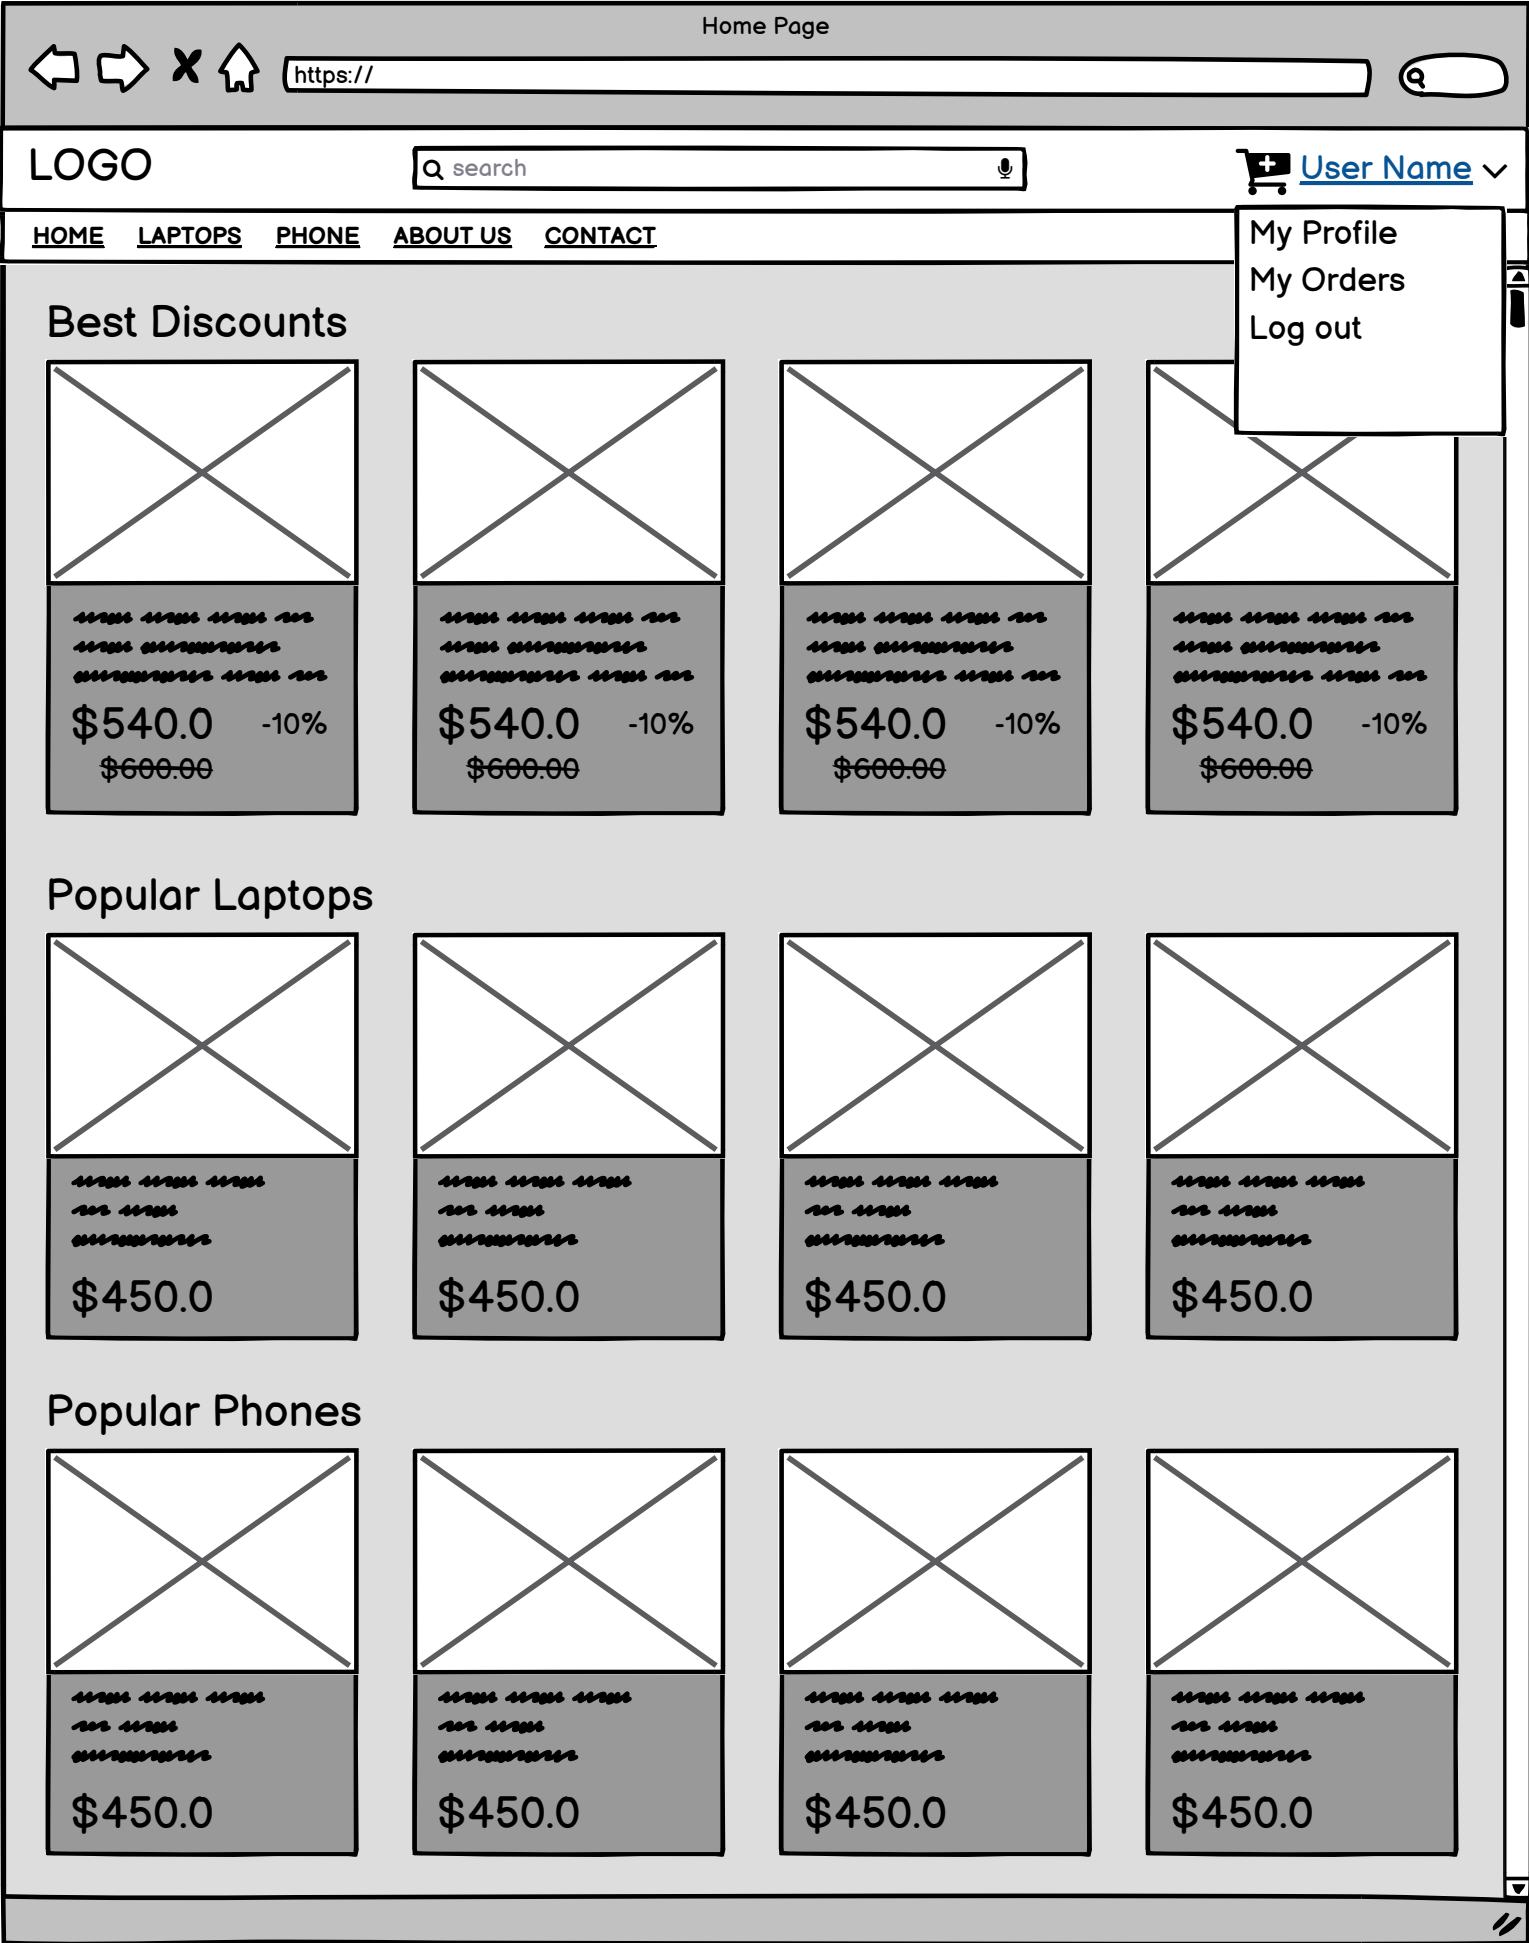 Home Page
https://
LOGO
search
User Name
HOME LAPTOPS PHONE ABOUT US CONTACT
My Profile
My Orders
Log out
Best Discounts
$540.0 -10% $540.0 -10% $540.0 -10% $540.0 -10%
$600.00 $600.00 $600.00 $600.00
Popular Laptops
$450.0 $450.0 $450.0 $450.0
Popular Phones
$450.0 $450.0 $450.0 $450.0